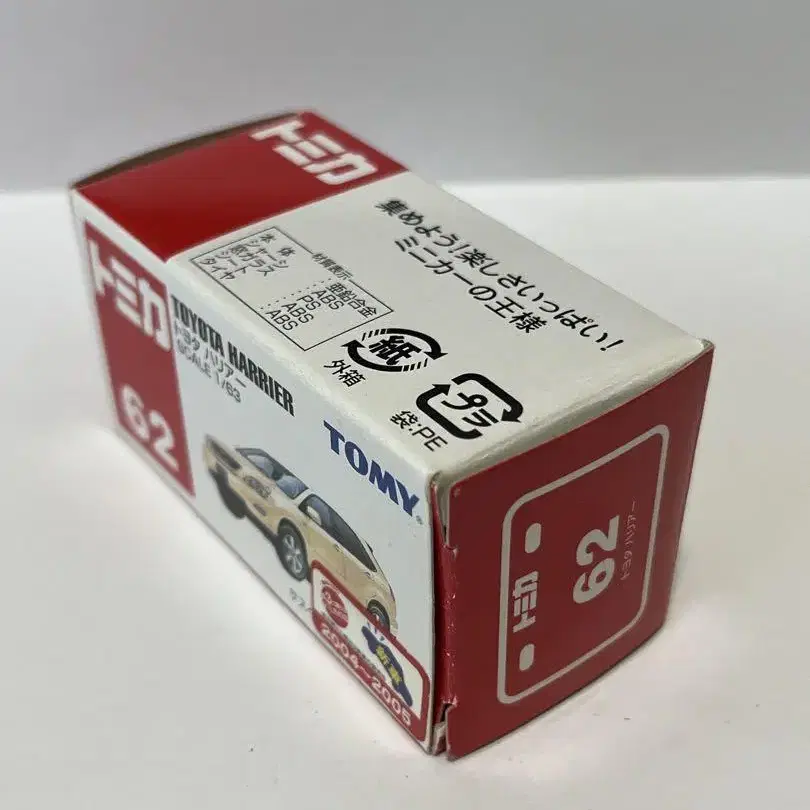 トミカ
集めよう!楽しさいっぱい!
ミニカーの王様
材質表示
本体:亜鉛合金
シャーシ:ABS
窓ガラス:PS
シート:ABS
タイヤ:ABS
紙
外箱
プラ
袋:PE
トミカ
62
TOYOTA HARRIER
トヨタ ハリアー
SCALE 1/63
TOMY
新車
2004~2005
トミカ
62
トヨタ ハリアー